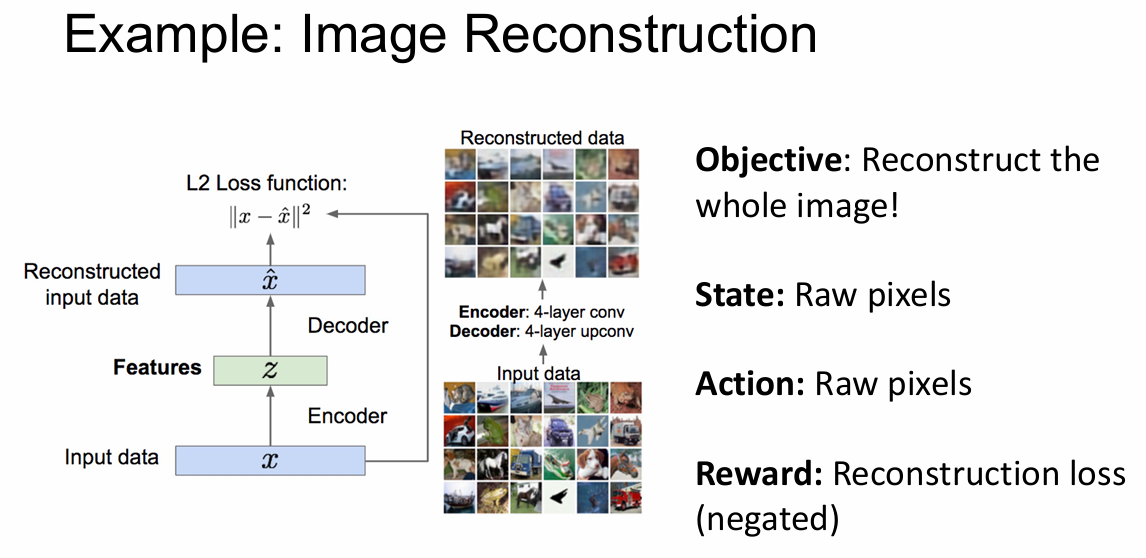 Example: Image Reconstruction
L2 Loss function:
‖x − x̂‖²
Reconstructed
input data
x̂
Decoder
Features
z
Encoder
Input data
x
Reconstructed data
Encoder: 4-layer conv
Decoder: 4-layer upconv
Input data
Objective: Reconstruct the
whole image!
State: Raw pixels
Action: Raw pixels
Reward: Reconstruction loss
(negated)